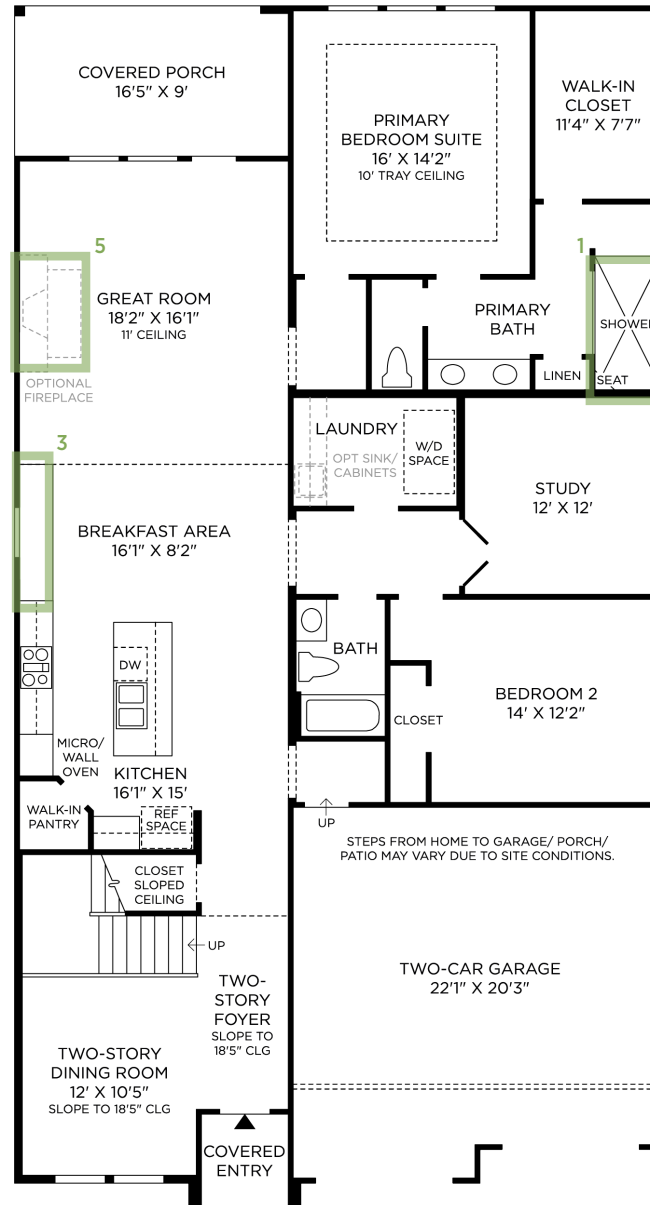 COVERED PORCH
16'5" X 9'
PRIMARY
BEDROOM SUITE
16' X 14'2"
10' TRAY CEILING
WALK-IN
CLOSET
11'4" X 7'7"
5
1
GREAT ROOM
18'2" X 16'1"
11' CEILING
OPTIONAL
FIREPLACE
PRIMARY
BATH
SHOWER
LINEN
SEAT
3
LAUNDRY
OPT SINK/
CABINETS
W/D
SPACE
STUDY
12' X 12'
BREAKFAST AREA
16'1" X 8'2"
BATH
DW
BEDROOM 2
14' X 12'2"
CLOSET
MICRO/
WALL
OVEN
KITCHEN
16'1" X 15'
WALK-IN
PANTRY
REF
SPACE
UP
STEPS FROM HOME TO GARAGE/ PORCH/
PATIO MAY VARY DUE TO SITE CONDITIONS.
CLOSET
SLOPED
CEILING
UP
TWO-
STORY
FOYER
SLOPE TO
18'5" CLG
TWO-CAR GARAGE
22'1" X 20'3"
TWO-STORY
DINING ROOM
12' X 10'5"
SLOPE TO 18'5" CLG
COVERED
ENTRY